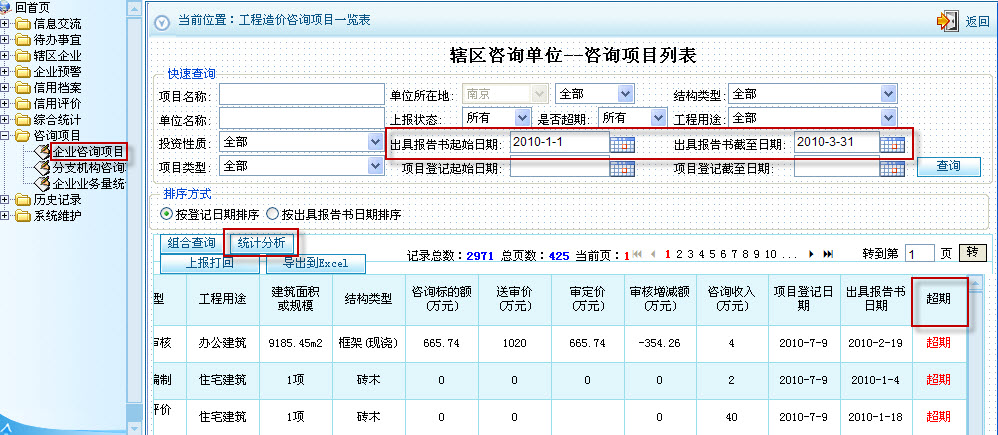 回首页
信息交流
待办事宜
辖区企业
企业预警
信用档案
信用评价
综合统计
咨询项目
企业咨询项目
分支机构咨询
企业业务量统
历史记录
系统维护
当前位置：工程造价咨询项目一览表
返回
辖区咨询单位--咨询项目列表
快速查询
项目名称: 单位所在地: 南京 全部 结构类型: 全部
单位名称: 上报状态: 所有 是否超期: 所有 工程用途: 全部
投资性质: 全部 出具报告书起始日期: 2010-1-1 出具报告书截至日期: 2010-3-31
项目类型: 全部 项目登记起始日期: 项目登记截至日期: 查询
排序方式
按登记日期排序 按出具报告书日期排序
组合查询 统计分析
上报打回 导出到Excel
记录总数：2971 总页数：425 当前页：1 1 2 3 4 5 6 7 8 9 10 ... 转到第 1 页 转
型 工程用途 建筑面积或规模 结构类型 咨询标的额(万元) 送审价(万元) 审定价(万元) 审核增减额(万元) 咨询收入(万元) 项目登记日期 出具报告书日期 超期
审核 办公建筑 9185.45m2 框架(现浇) 665.74 1020 665.74 -354.26 4 2010-7-9 2010-2-19 超期
编制 住宅建筑 1项 砖木 0 0 0 0 2 2010-7-9 2010-1-4 超期
评价 住宅建筑 1项 砖木 0 0 0 40 2010-7-9 2010-1-18 超期